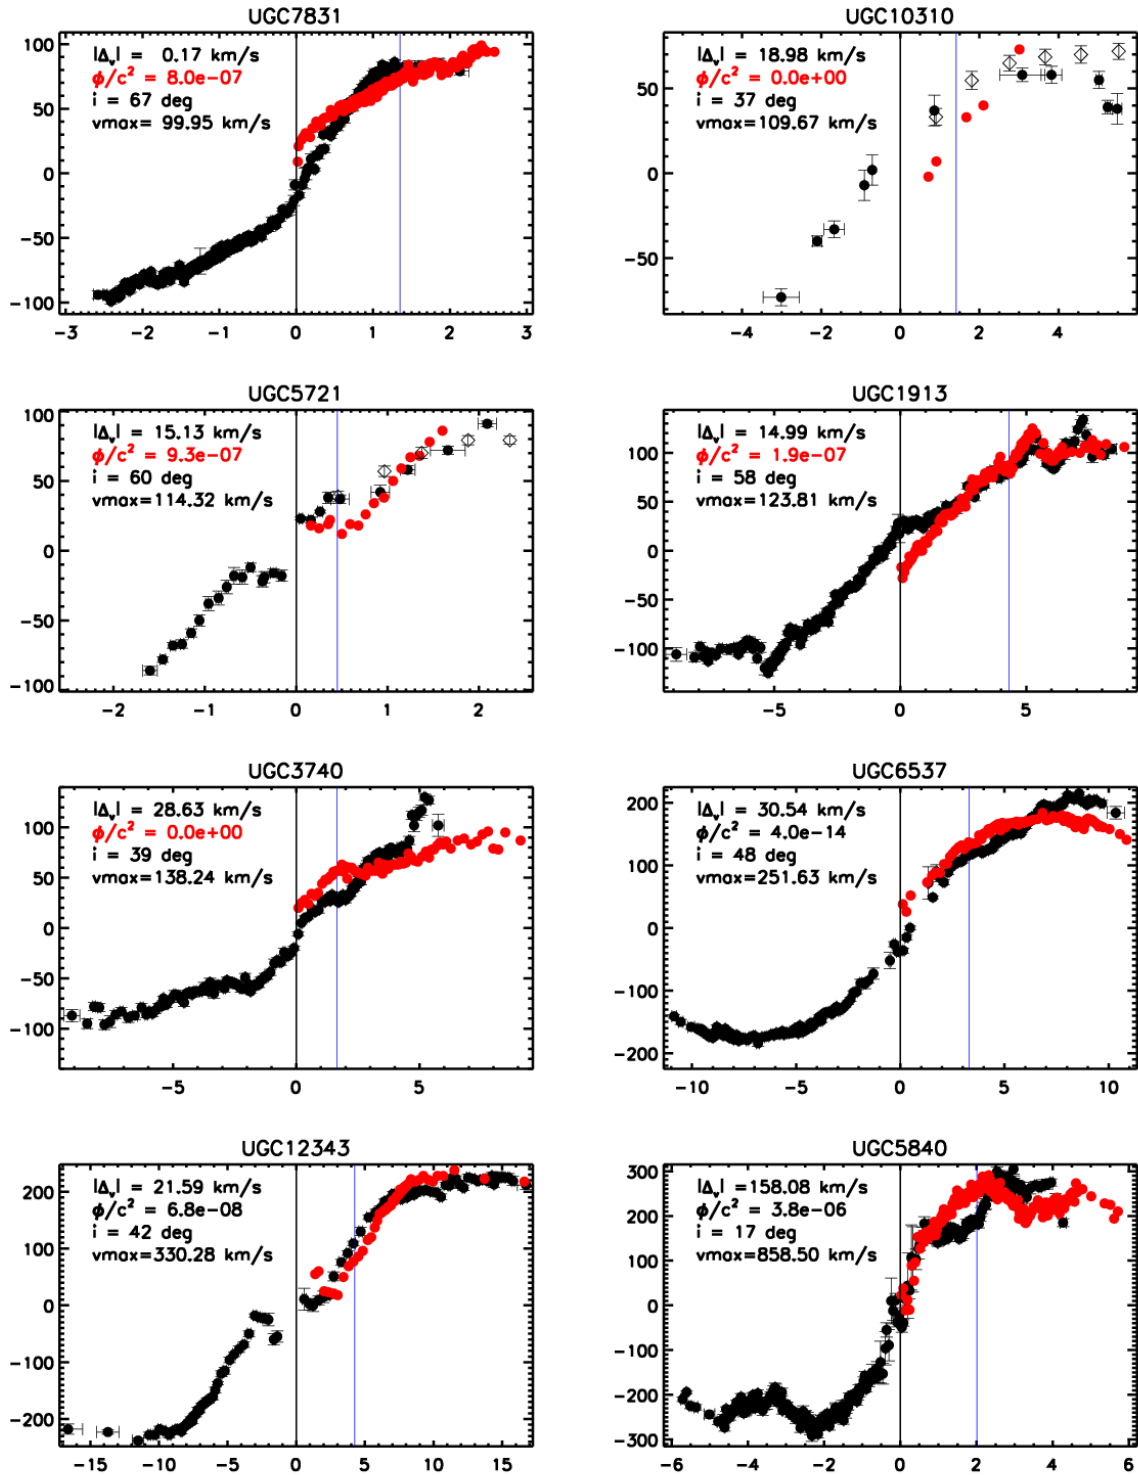 UGC7831
|Δv| = 0.17 km/s
ϕ/c² = 8.0e-07
i = 67 deg
vmax= 99.95 km/s
100
50
0
-50
-100
-3 -2 -1 0 1 2 3
UGC10310
|Δv| = 18.98 km/s
ϕ/c² = 0.0e+00
i = 37 deg
vmax=109.67 km/s
50
0
-50
-4 -2 0 2 4
UGC5721
|Δv| = 15.13 km/s
ϕ/c² = 9.3e-07
i = 60 deg
vmax=114.32 km/s
100
50
0
-50
-100
-2 -1 0 1 2
UGC1913
|Δv| = 14.99 km/s
ϕ/c² = 1.9e-07
i = 58 deg
vmax=123.81 km/s
100
50
0
-50
-100
-5 0 5
UGC3740
|Δv| = 28.63 km/s
ϕ/c² = 0.0e+00
i = 39 deg
vmax=138.24 km/s
100
50
0
-50
-100
-5 0 5
UGC6537
|Δv| = 30.54 km/s
ϕ/c² = 4.0e-14
i = 48 deg
vmax=251.63 km/s
200
100
0
-100
-200
-10 -5 0 5 10
UGC12343
|Δv| = 21.59 km/s
ϕ/c² = 6.8e-08
i = 42 deg
vmax=330.28 km/s
200
100
0
-100
-200
-15 -10 -5 0 5 10 15
UGC5840
|Δv| =158.08 km/s
ϕ/c² = 3.8e-06
i = 17 deg
vmax=858.50 km/s
300
200
100
0
-100
-200
-300
-6 -4 -2 0 2 4 6